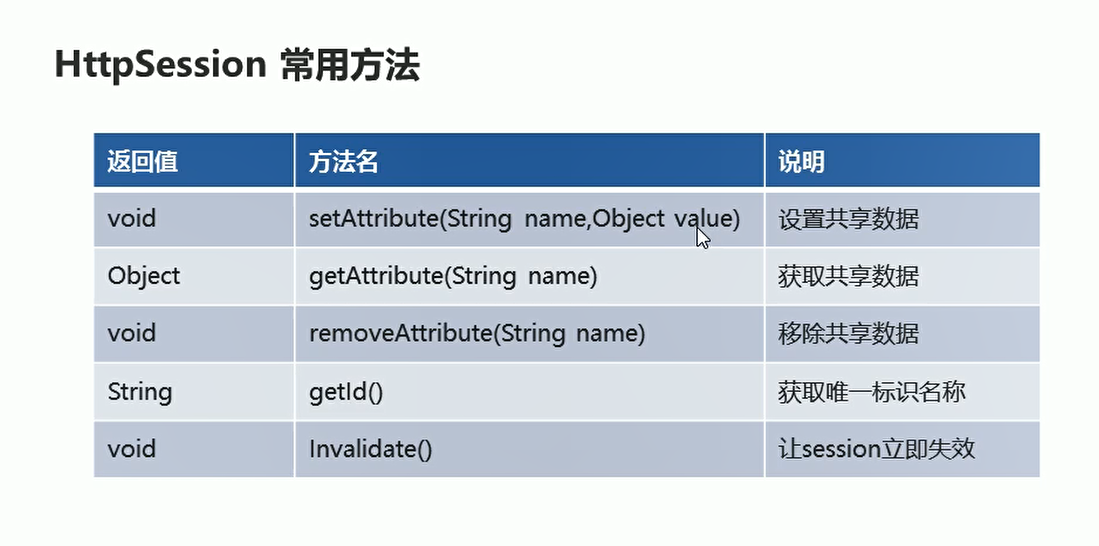 HttpSession 常用方法
返回值 方法名 说明
void setAttribute(String name,Object value) 设置共享数据
Object getAttribute(String name) 获取共享数据
void removeAttribute(String name) 移除共享数据
String getId() 获取唯一标识名称
void Invalidate() 让session立即失效